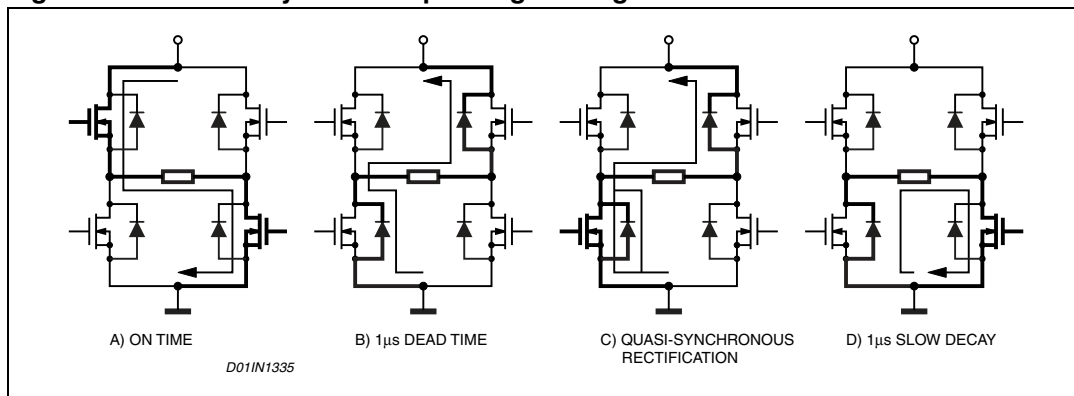 A) ON TIME
B) 1μs DEAD TIME
C) QUASI-SYNCHRONOUS
RECTIFICATION
D) 1μs SLOW DECAY
D01IN1335